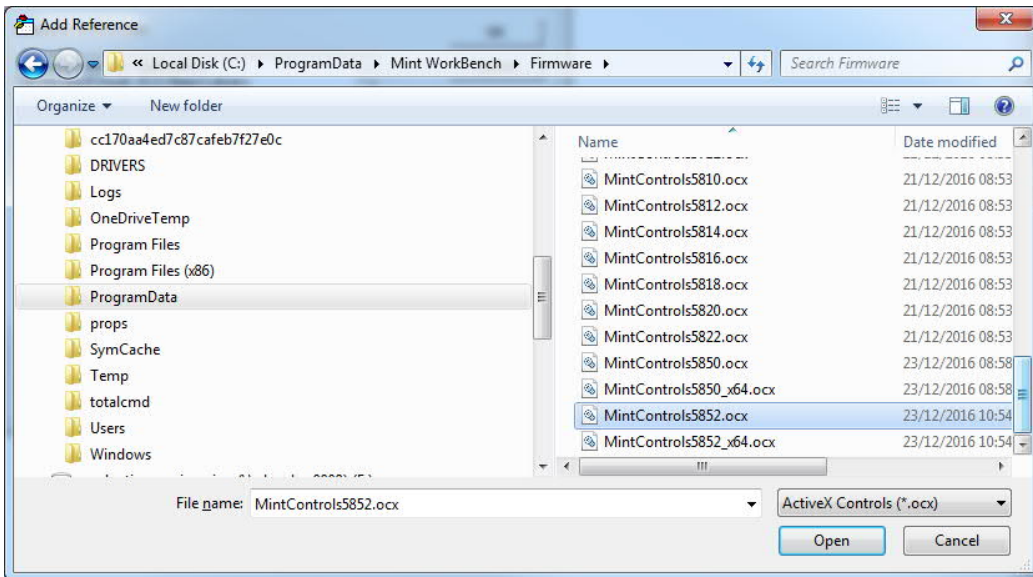 Add Reference
« Local Disk (C:) ▸ ProgramData ▸ Mint WorkBench ▸ Firmware ▸
Search Firmware
Organize New folder
cc170aa4ed7c87cafeb7f27e0c
DRIVERS
Logs
OneDriveTemp
Program Files
Program Files (x86)
ProgramData
props
SymCache
Temp
totalcmd
Users
Windows
Name Date modified
MintControls5810.ocx 21/12/2016 08:53
MintControls5812.ocx 21/12/2016 08:53
MintControls5814.ocx 21/12/2016 08:53
MintControls5816.ocx 21/12/2016 08:53
MintControls5818.ocx 21/12/2016 08:53
MintControls5820.ocx 21/12/2016 08:53
MintControls5822.ocx 21/12/2016 08:53
MintControls5850.ocx 23/12/2016 08:58
MintControls5850_x64.ocx 23/12/2016 08:58
MintControls5852.ocx 23/12/2016 10:54
MintControls5852_x64.ocx 23/12/2016 10:54
File name: MintControls5852.ocx ActiveX Controls (*.ocx)
Open Cancel